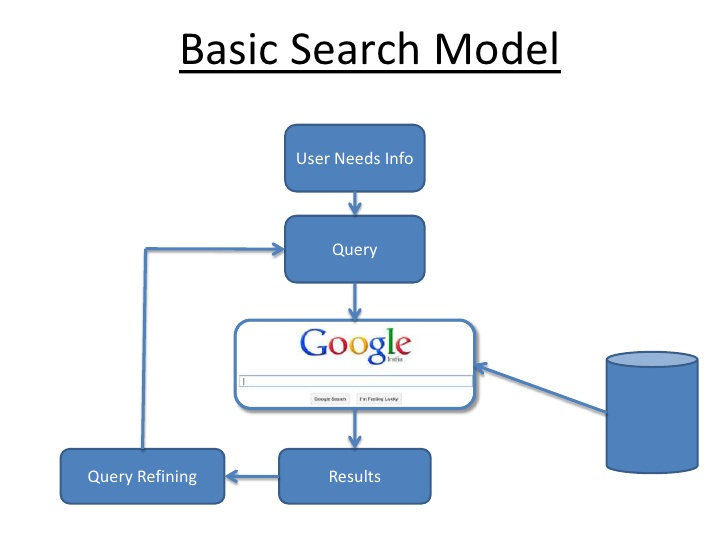 Basic Search Model
User Needs Info
Query
Google
India
Google Search
I'm Feeling Lucky
Query Refining
Results